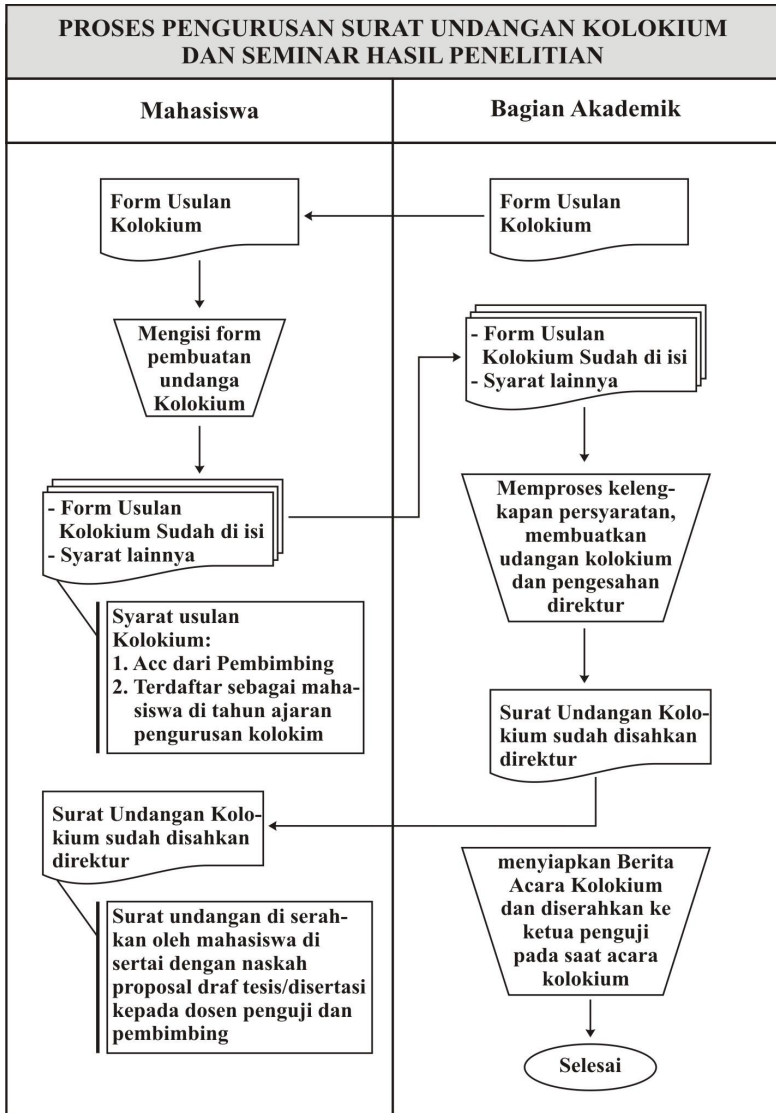 PROSES PENGURUSAN SURAT UNDANGAN KOLOKIUM
DAN SEMINAR HASIL PENELITIAN
Mahasiswa
Bagian Akademik
Form Usulan
Kolokium
Form Usulan
Kolokium
Mengisi form
pembuatan
undanga
Kolokium
- Form Usulan
Kolokium Sudah di isi
- Syarat lainnya
- Form Usulan
Kolokium Sudah di isi
- Syarat lainnya
Syarat usulan
Kolokium:
1. Acc dari Pembimbing
2. Terdaftar sebagai maha-
siswa di tahun ajaran
pengurusan kolokim
Memproses keleng-
kapan persyaratan,
membuatkan
udangan kolokium
dan pengesahan
direktur
Surat Undangan Kolo-
kium sudah disahkan
direktur
Surat Undangan Kolo-
kium sudah disahkan
direktur
Surat undangan di serah-
kan oleh mahasiswa di
sertai dengan naskah
proposal draf tesis/disertasi
kepada dosen penguji dan
pembimbing
menyiapkan Berita
Acara Kolokium
dan diserahkan ke
ketua penguji
pada saat acara
kolokium
Selesai